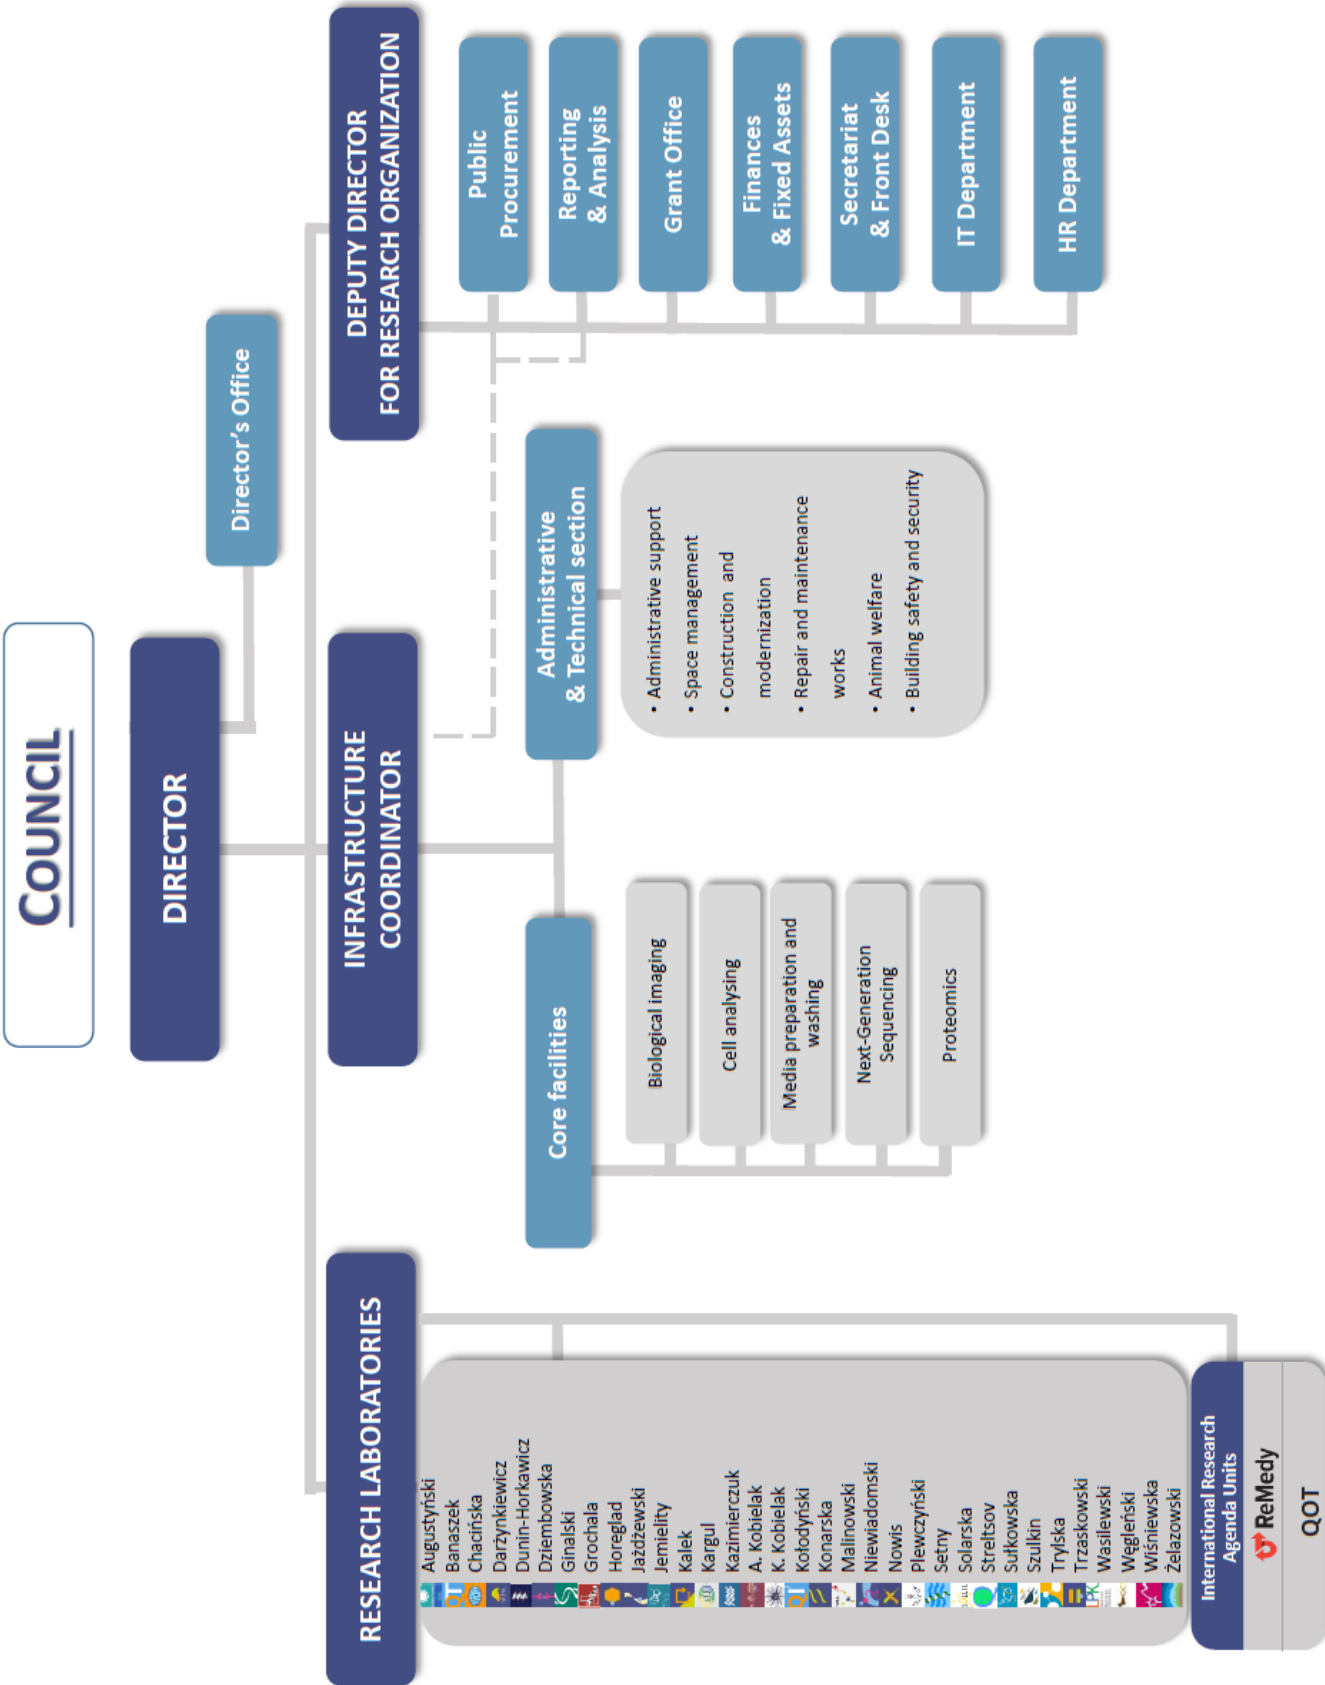 COUNCIL
DIRECTOR
Director's Office
RESEARCH LABORATORIES
INFRASTRUCTURE
COORDINATOR
DEPUTY DIRECTOR
FOR RESEARCH ORGANIZATION
Augustyński
Banaszek
Chacińska
Darżynkiewicz
Dunin-Horkawicz
Dziembowska
Ginalski
Grochala
Horeglad
Jaźdżewski
Jemielity
Kalek
Kargul
Kazimierczuk
A. Kobielak
K. Kobielak
Kołodyński
Konarska
Malinowski
Niewiadomski
Nowis
Plewczyński
Setny
Solarska
Streltsov
Sułkowska
Szulkin
Trylska
Trzaskowski
Wasilewski
Węgleński
Wiśniewska
Żelazowski
International Research
Agenda Units
ReMedy
QOT
Core facilities
Biological imaging
Cell analysing
Media preparation and
washing
Next-Generation
Sequencing
Proteomics
Administrative
& Technical section
• Administrative support
• Space management
• Construction and
modernization
• Repair and maintenance
works
• Animal welfare
• Building safety and security
Public
Procurement
Reporting
& Analysis
Grant Office
Finances
& Fixed Assets
Secretariat
& Front Desk
IT Department
HR Department